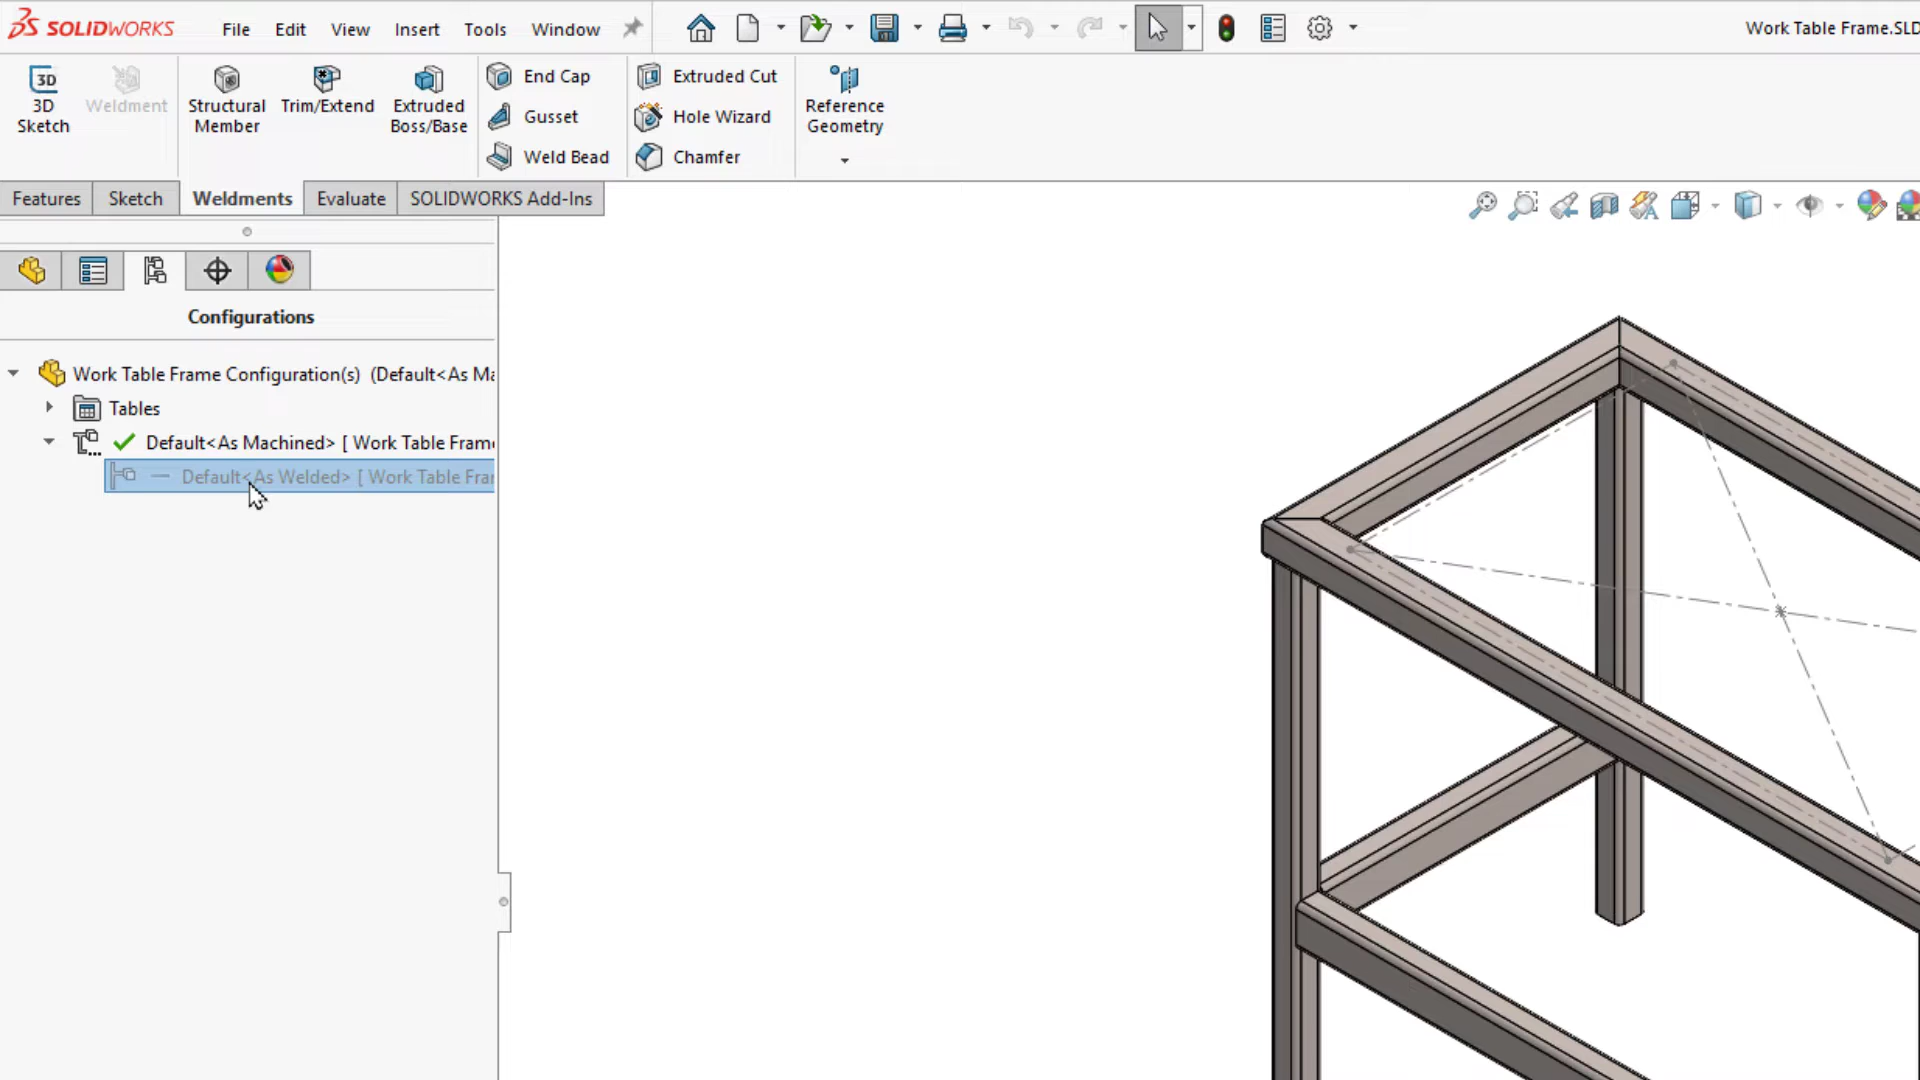 SOLIDWORKS File Edit View Insert Tools Window Work Table Frame.SLD
3D
3D Sketch
Weldment
Structural Member
Trim/Extend
Extruded Boss/Base
End Cap
Gusset
Weld Bead
Extruded Cut
Hole Wizard
Chamfer
Reference Geometry
Features Sketch Weldments Evaluate SOLIDWORKS Add-Ins
Configurations
Work Table Frame Configuration(s) (Default<As Ma
Tables
Default<As Machined> [ Work Table Frame
Default<As Welded> [ Work Table Fra